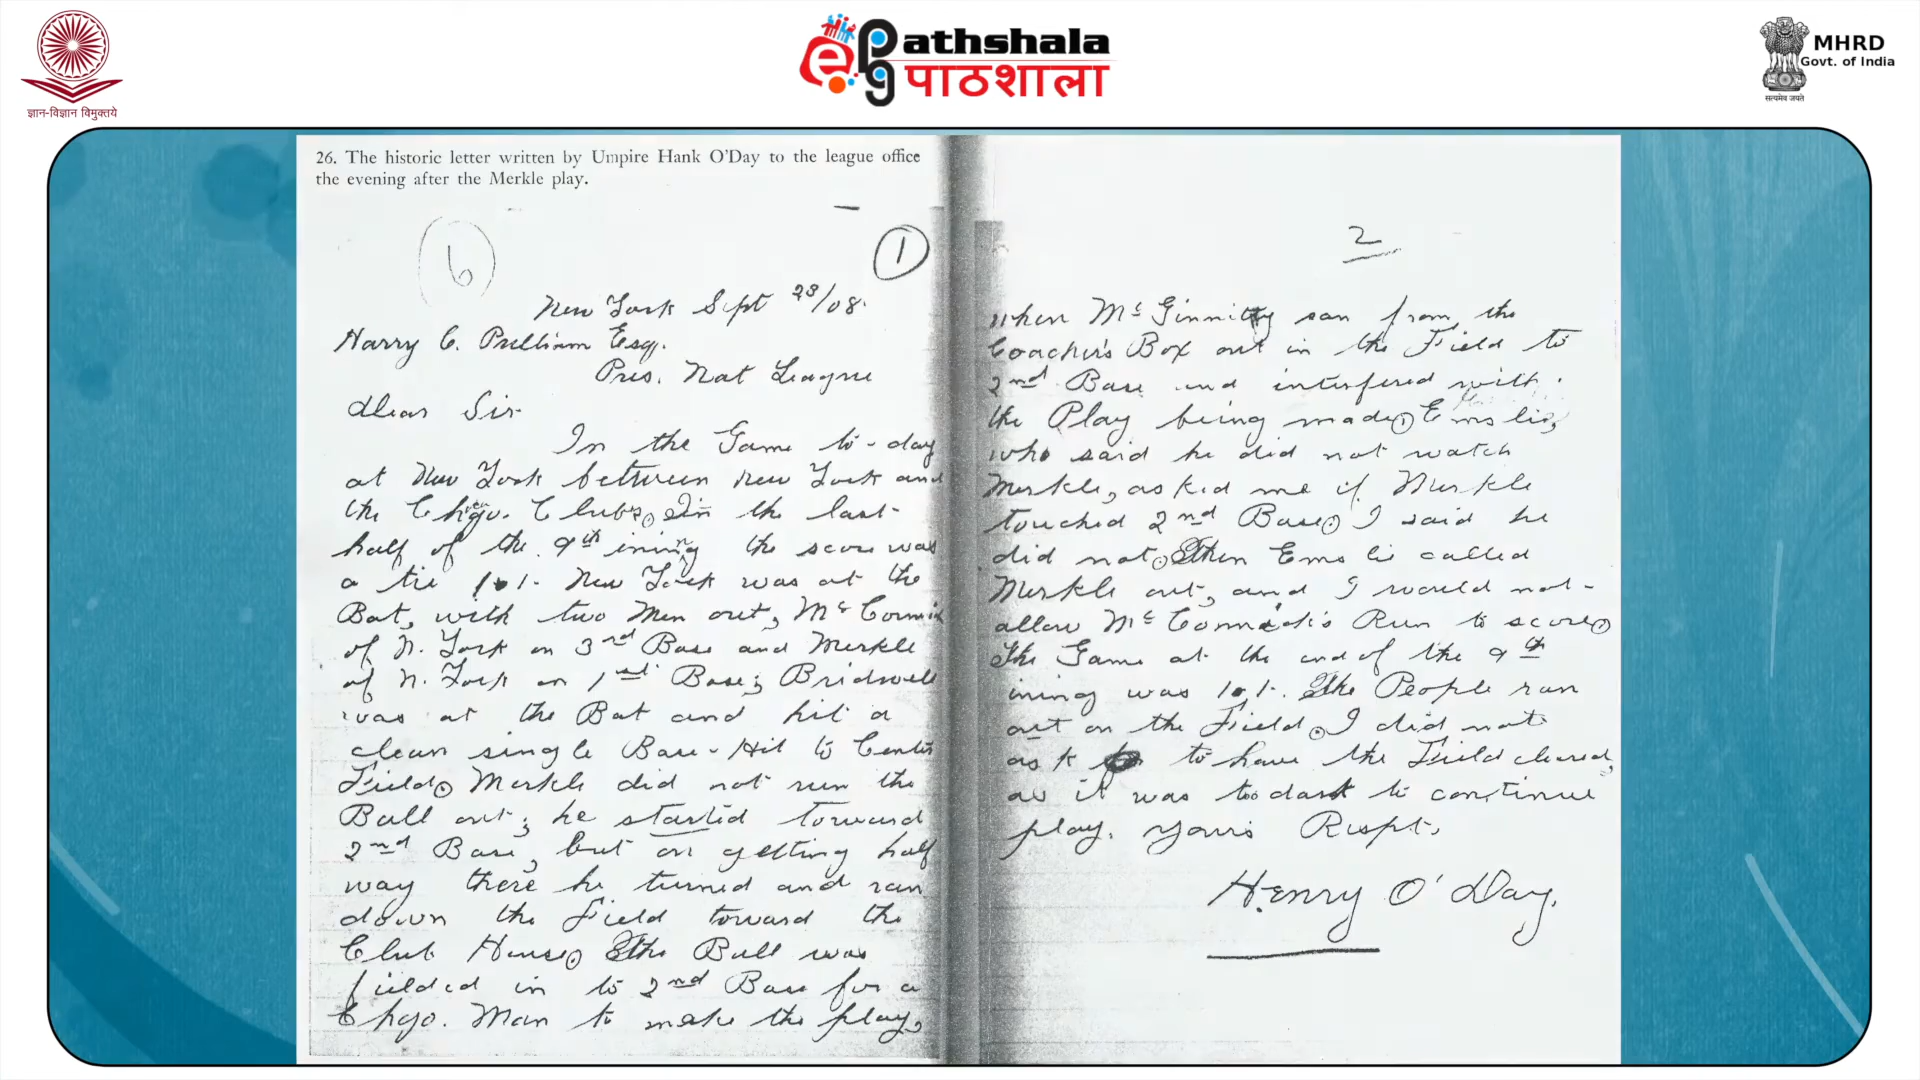 ज्ञान-विज्ञान विमुक्तये
athshala
पाठशाला
MHRD
Govt. of India
सत्यमेव जयते
26. The historic letter written by Umpire Hank O'Day to the league office
the evening after the Merkle play.
6
1
New York Sept 23/08.
Harry C. Pulliam Esq.
Pres. Nat League
Dear Sir
In the Game to-day
at New York between New York and
the Chgo. Clubs. In the last
half of the 9th ining the score was
a tie 1.1. New York was at the
Bat, with two Men out, McCormick
of N. York on 3rd Base and Merkle
of N. York on 1st Base; Bridwell
was at the Bat and hit a
clean single Base-Hit to Center
Field. Merkle did not run the
Ball out; he started toward
2nd Base, but on getting half
way there he turned and ran
down the Field toward the
Club House. The Ball was
fielded in to 2nd Base for a
Chgo. Man to make the play,
2
when McGinnity ran from the
Coacher's Box out in the Field to
2nd Base and interfered with
the Play being made. Emslie,
who said he did not watch
Merkle, asked me if Merkle
touched 2nd Base. I said he
did not. Then Emslie called
Merkle out, and I would not
allow McCormick's Run to score.
The Game at the end of the 9th
ining was 1.1. The People ran
out on the Field. I did not
ask to have the Field cleared,
as it was too dark to continue
play. yours Respt.
Henry O'Day.